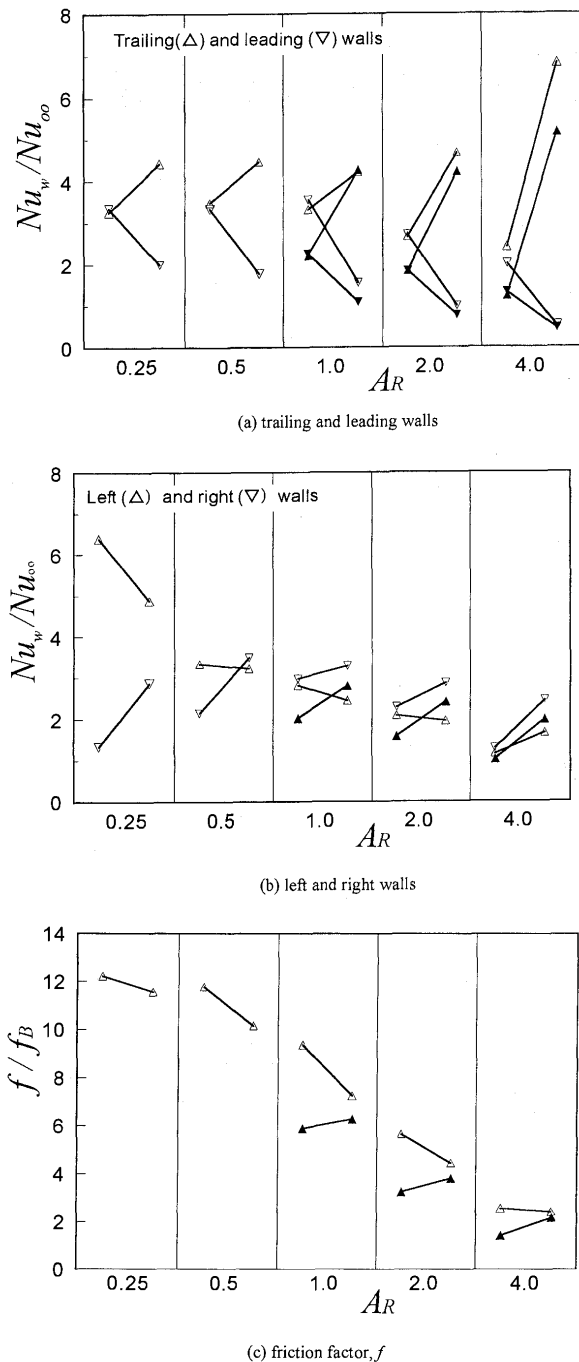 Trailing(△) and leading (▽) walls
8
6
4
2
0
Nu_w/Nu_oo
0.25 0.5 1.0 2.0 4.0
A_R
(a) trailing and leading walls
Left (△) and right (▽) walls
8
6
4
2
0
Nu_w/Nu_∞
0.25 0.5 1.0 2.0 4.0
A_R
(b) left and right walls
14
12
10
8
6
4
2
0
f / f_B
0.25 0.5 1.0 2.0 4.0
A_R
(c) friction factor, f